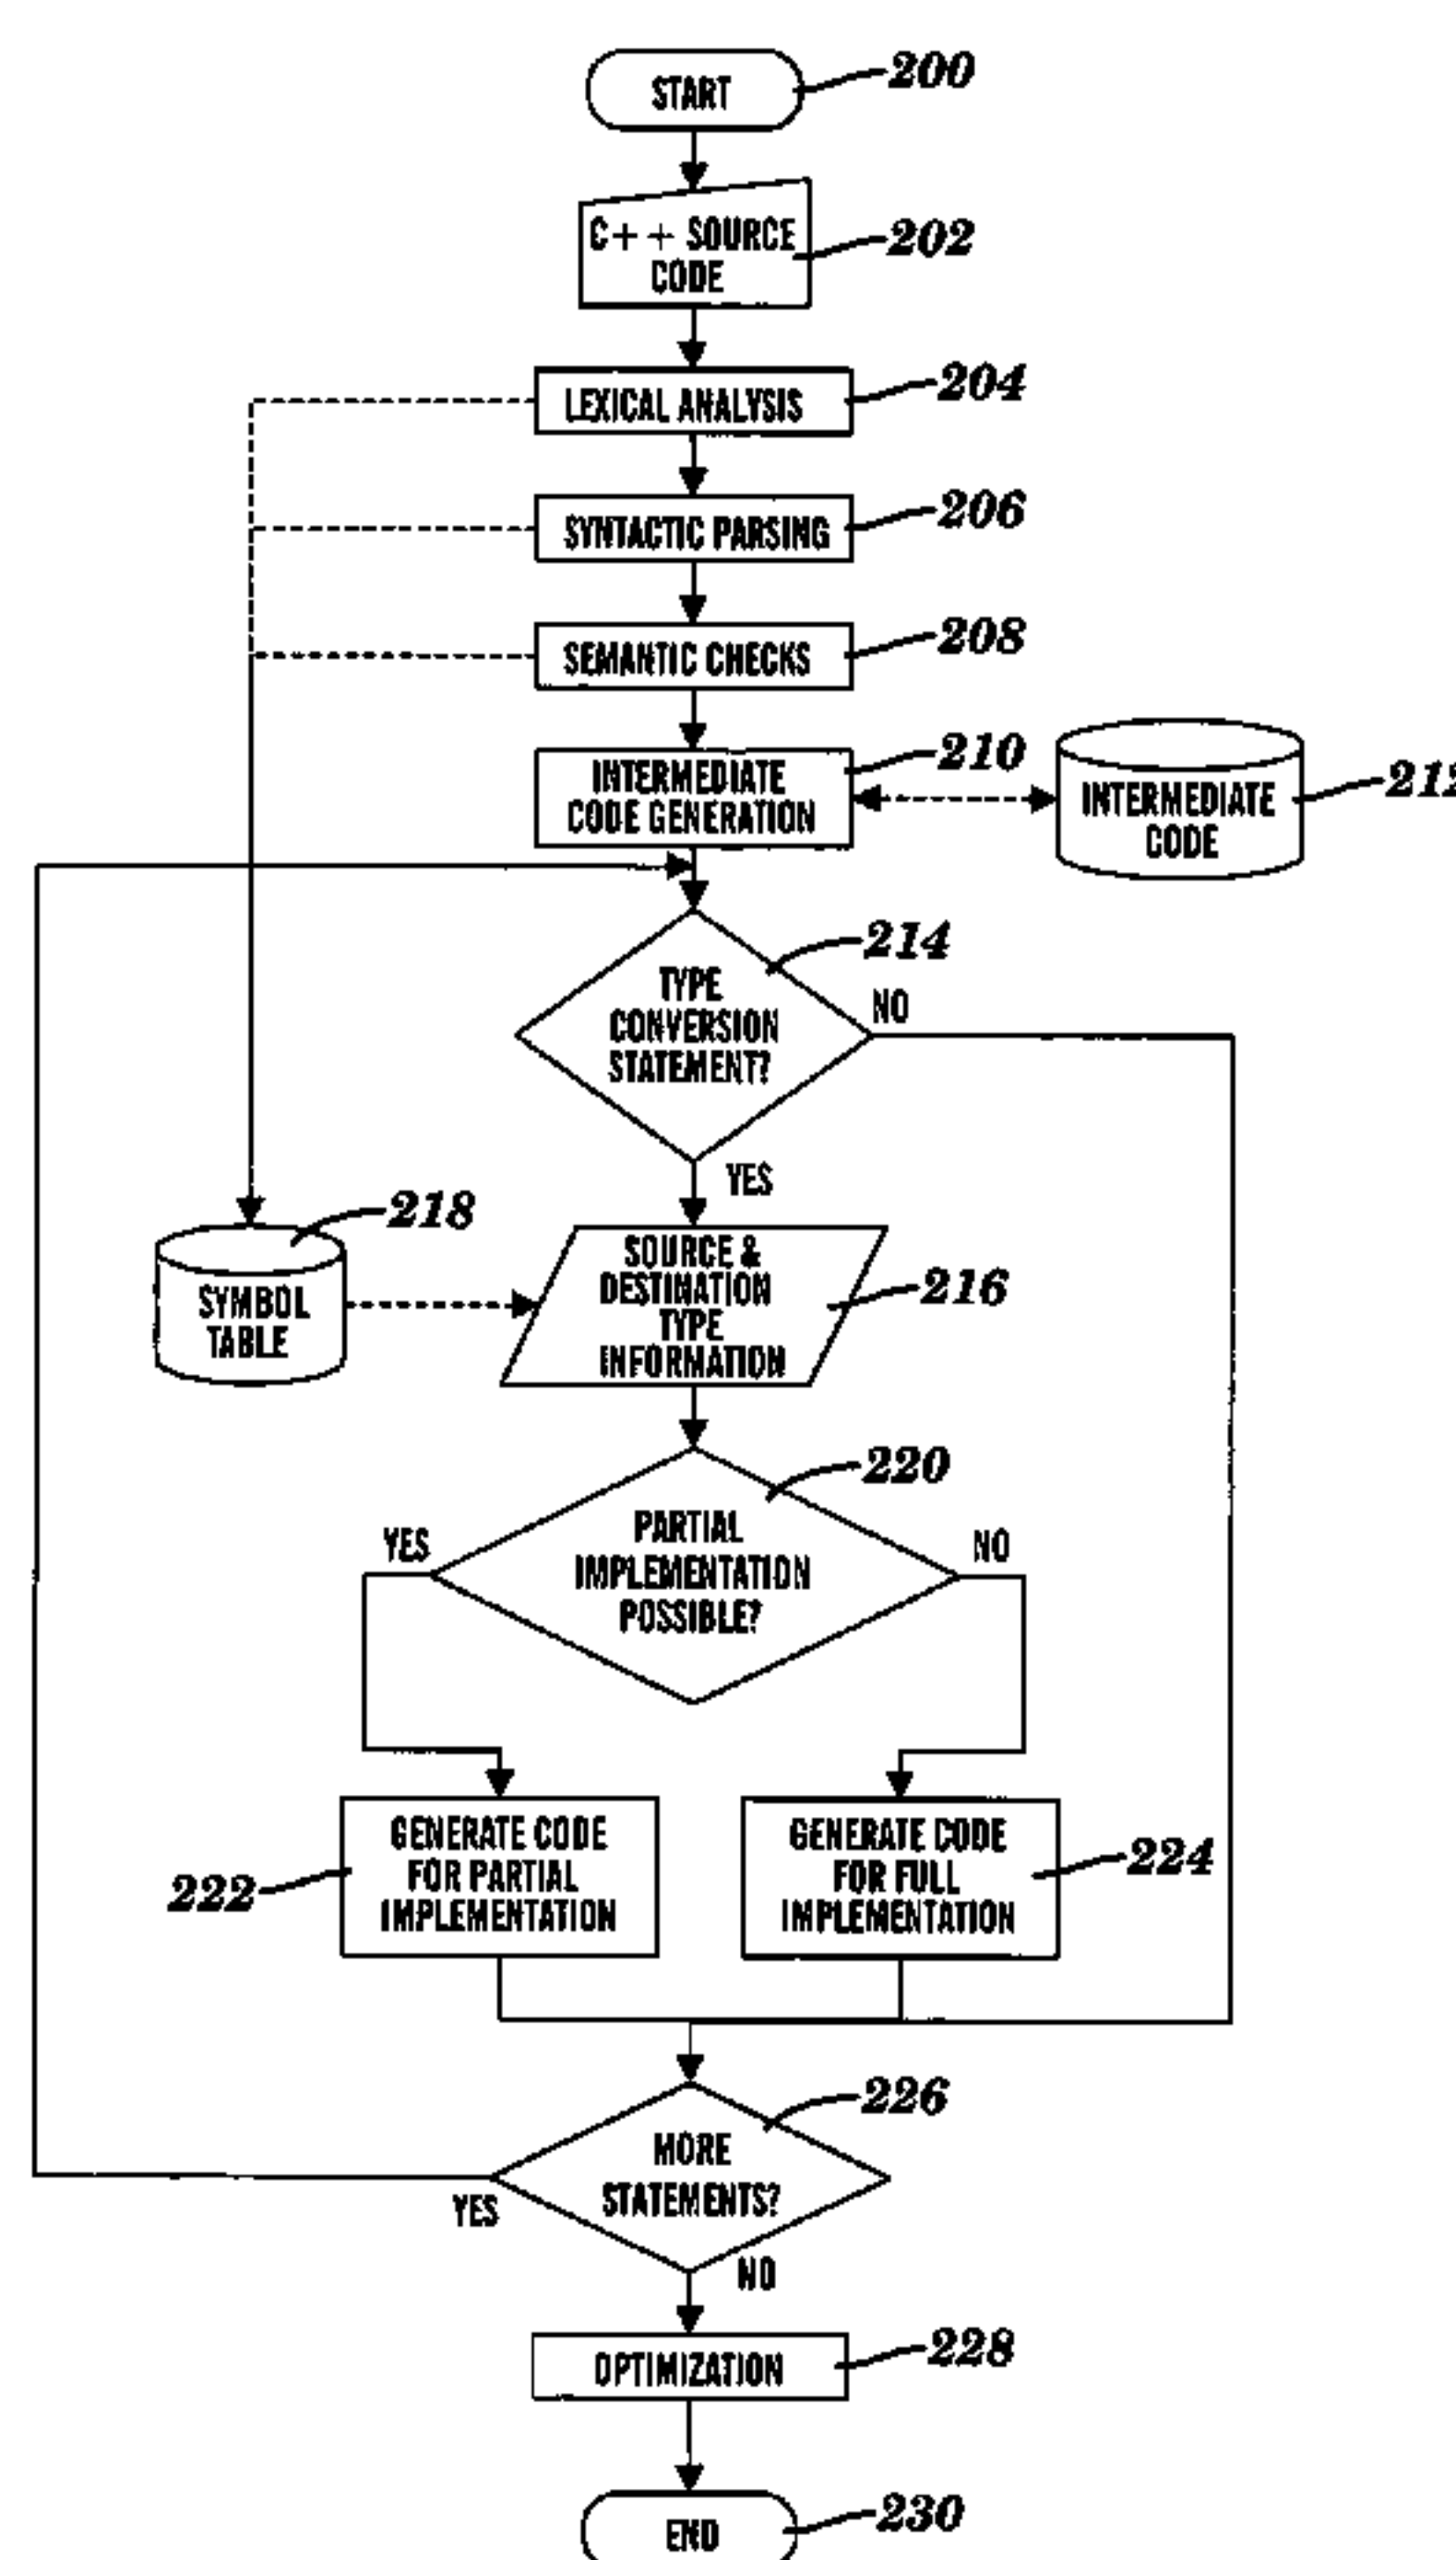 START
200
C++ SOURCE
CODE
202
LEXICAL ANALYSIS
204
SYNTACTIC PARSING
206
SEMANTIC CHECKS
208
INTERMEDIATE
CODE GENERATION
210
INTERMEDIATE
CODE
212
TYPE
CONVERSION
STATEMENT?
214
NO
YES
SYMBOL
TABLE
218
SOURCE &
DESTINATION
TYPE
INFORMATION
216
PARTIAL
IMPLEMENTATION
POSSIBLE?
220
YES
NO
GENERATE CODE
FOR PARTIAL
IMPLEMENTATION
222
GENERATE CODE
FOR FULL
IMPLEMENTATION
224
MORE
STATEMENTS?
226
YES
NO
OPTIMIZATION
228
END
230